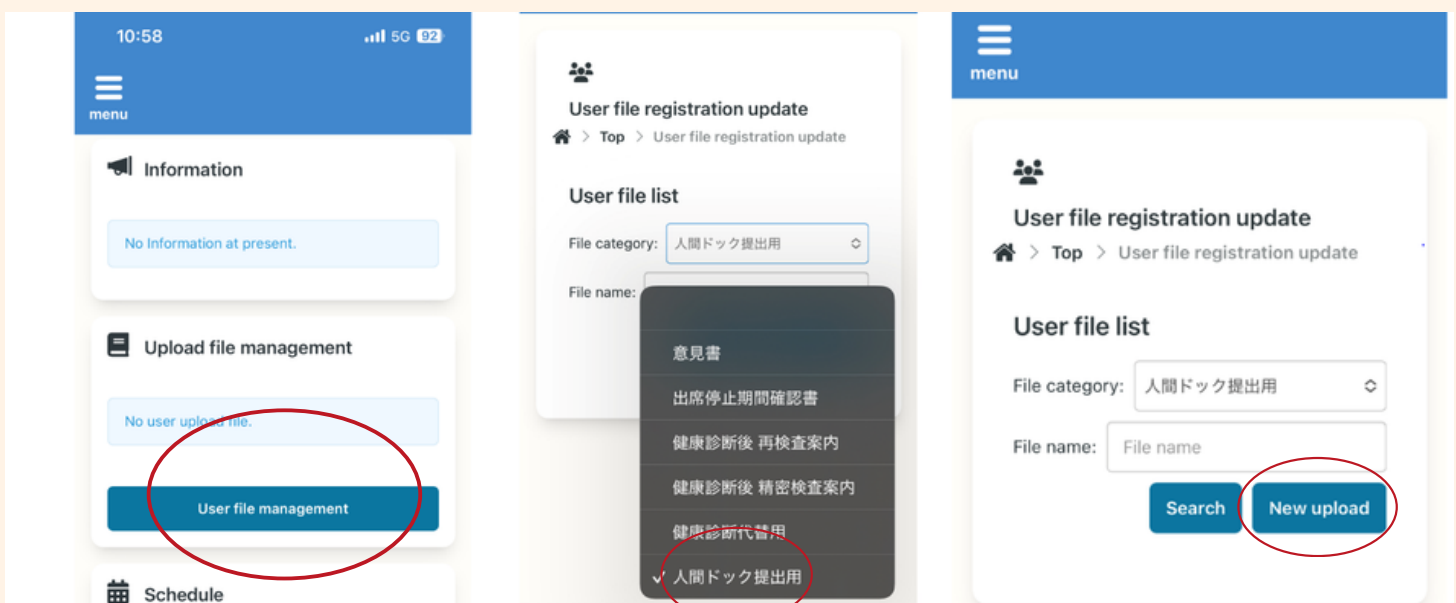 10:58
5G 92
menu
Information
No Information at present.
Upload file management
No user upload file.
User file management
Schedule
User file registration update
Top > User file registration update
User file list
File category: 人間ドック提出用
File name:
意見書
出席停止期間確認書
健康診断後 再検査案内
健康診断後 精密検査案内
健康診断代替用
✓ 人間ドック提出用
menu
User file registration update
> Top > User file registration update
User file list
File category: 人間ドック提出用
File name: File name
Search New upload